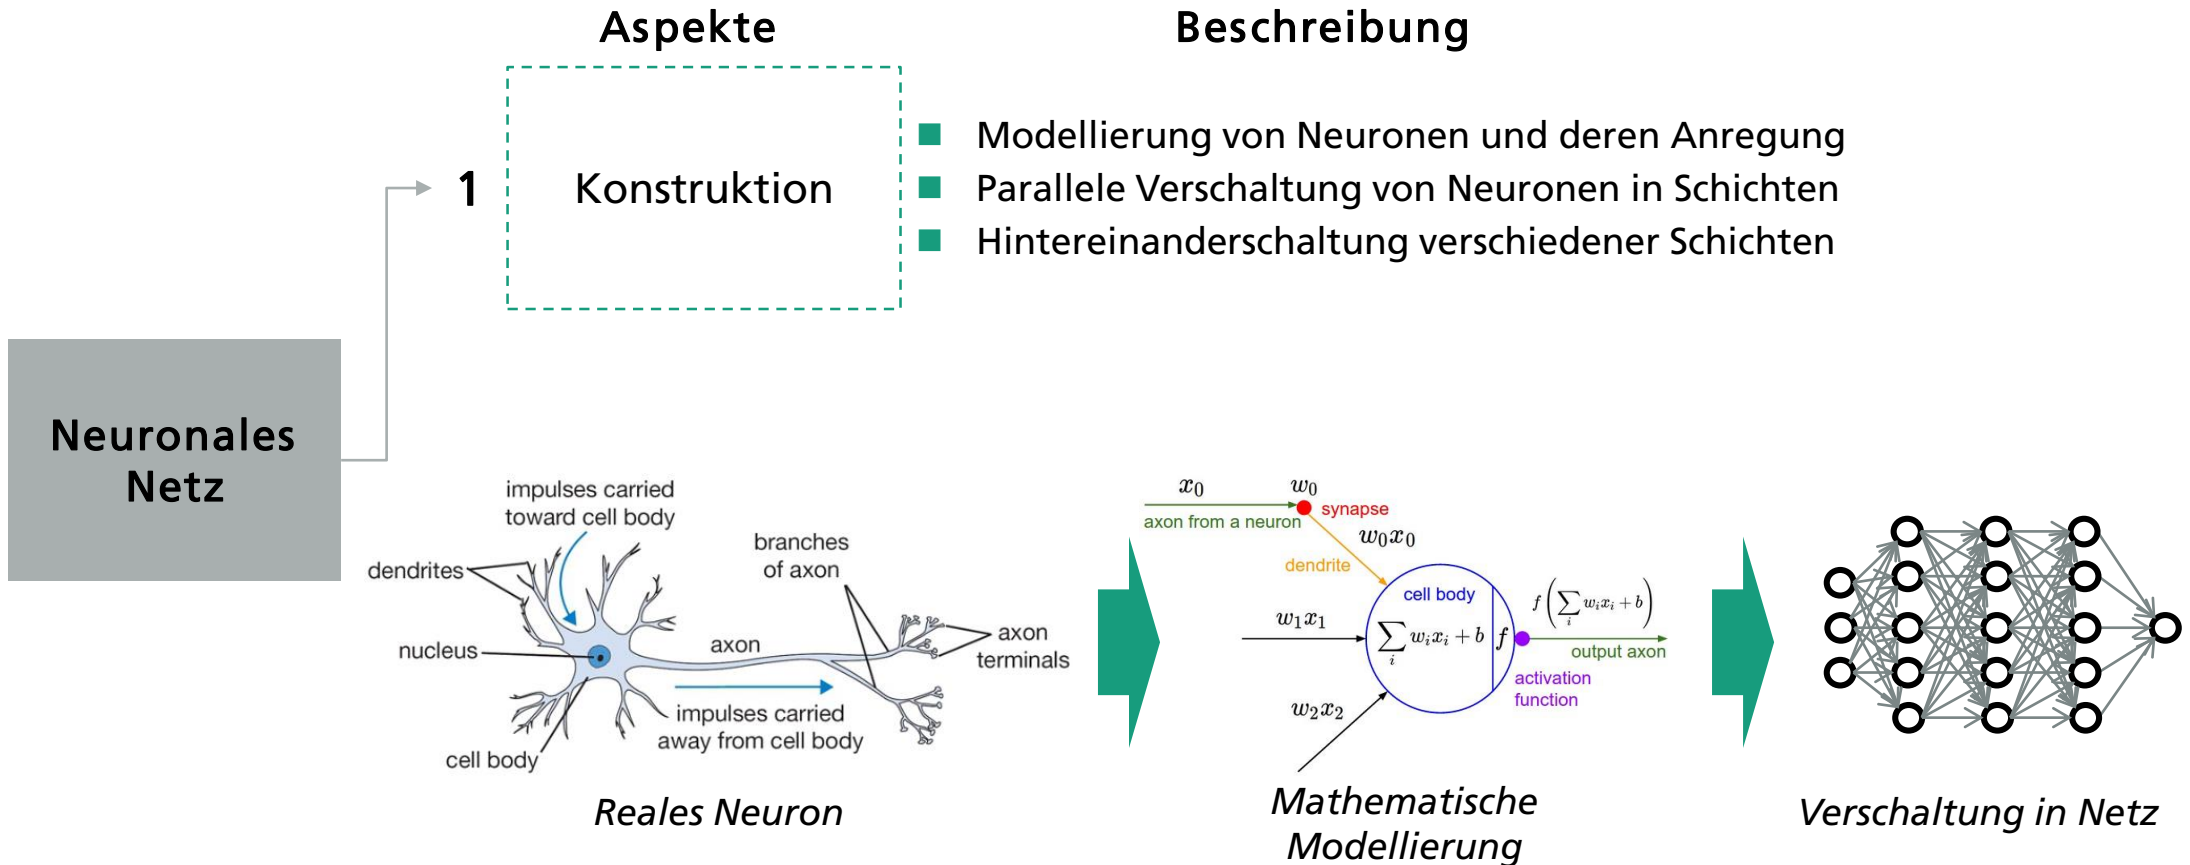 Aspekte
Beschreibung
1
Konstruktion
Modellierung von Neuronen und deren Anregung
Parallele Verschaltung von Neuronen in Schichten
Hintereinanderschaltung verschiedener Schichten
Neuronales
Netz
impulses carried
toward cell body
dendrites
nucleus
cell body
axon
impulses carried
away from cell body
branches
of axon
axon
terminals
Reales Neuron
x₀
axon from a neuron
w₀
synapse
w₀x₀
dendrite
w₁x₁
w₂x₂
cell body
∑ᵢ wᵢxᵢ + b
f
f(∑ᵢ wᵢxᵢ + b)
output axon
activation
function
Mathematische
Modellierung
Verschaltung in Netz